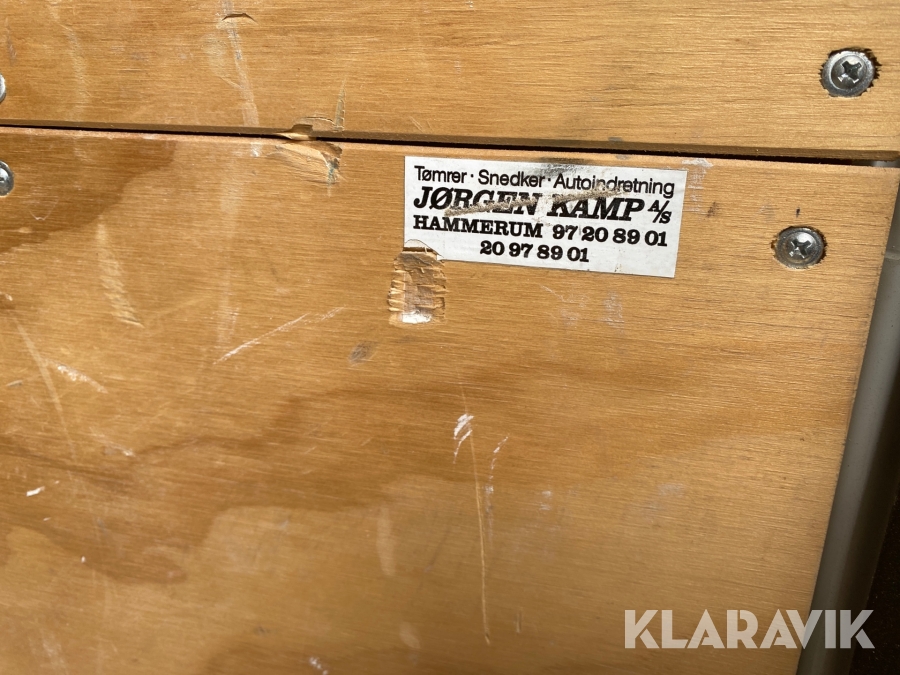 Tømrer · Snedker · Autoindretning
JØRGEN KAMP A/S
HAMMERUM 97 20 89 01
20 97 89 01
KLARAVIK